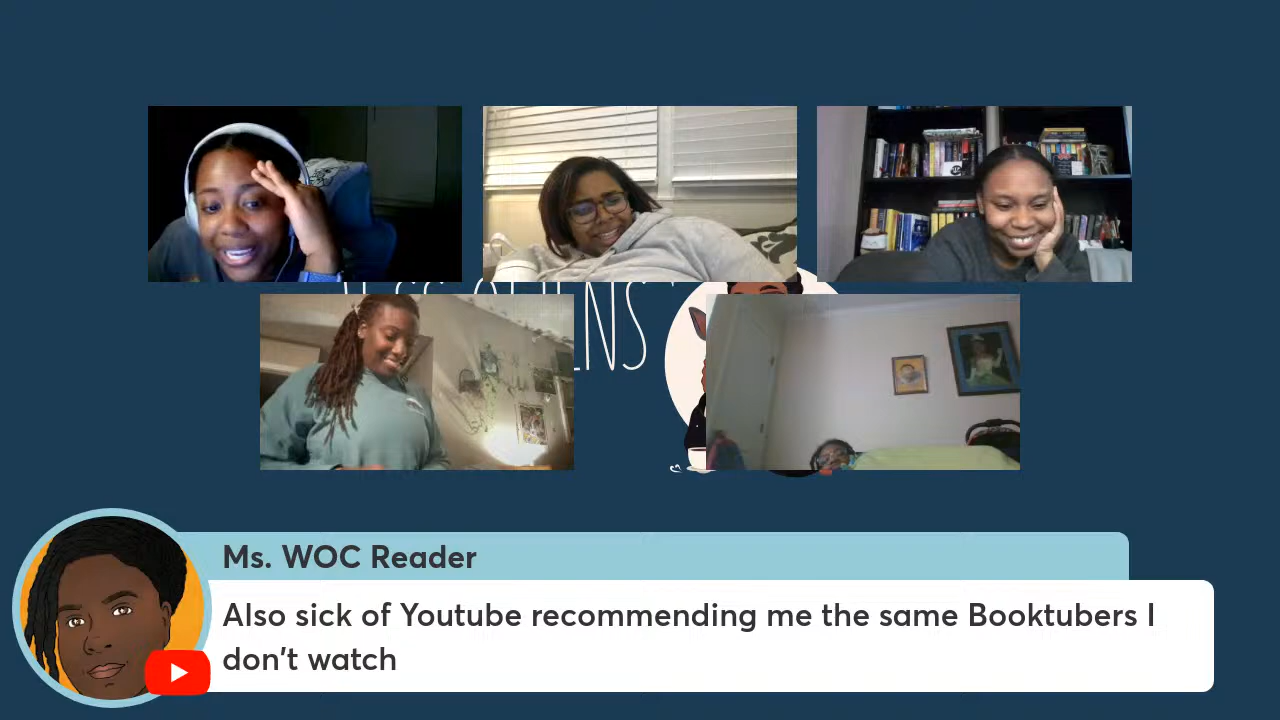 Ms. WOC Reader
Also sick of Youtube recommending me the same Booktubers I
don't watch